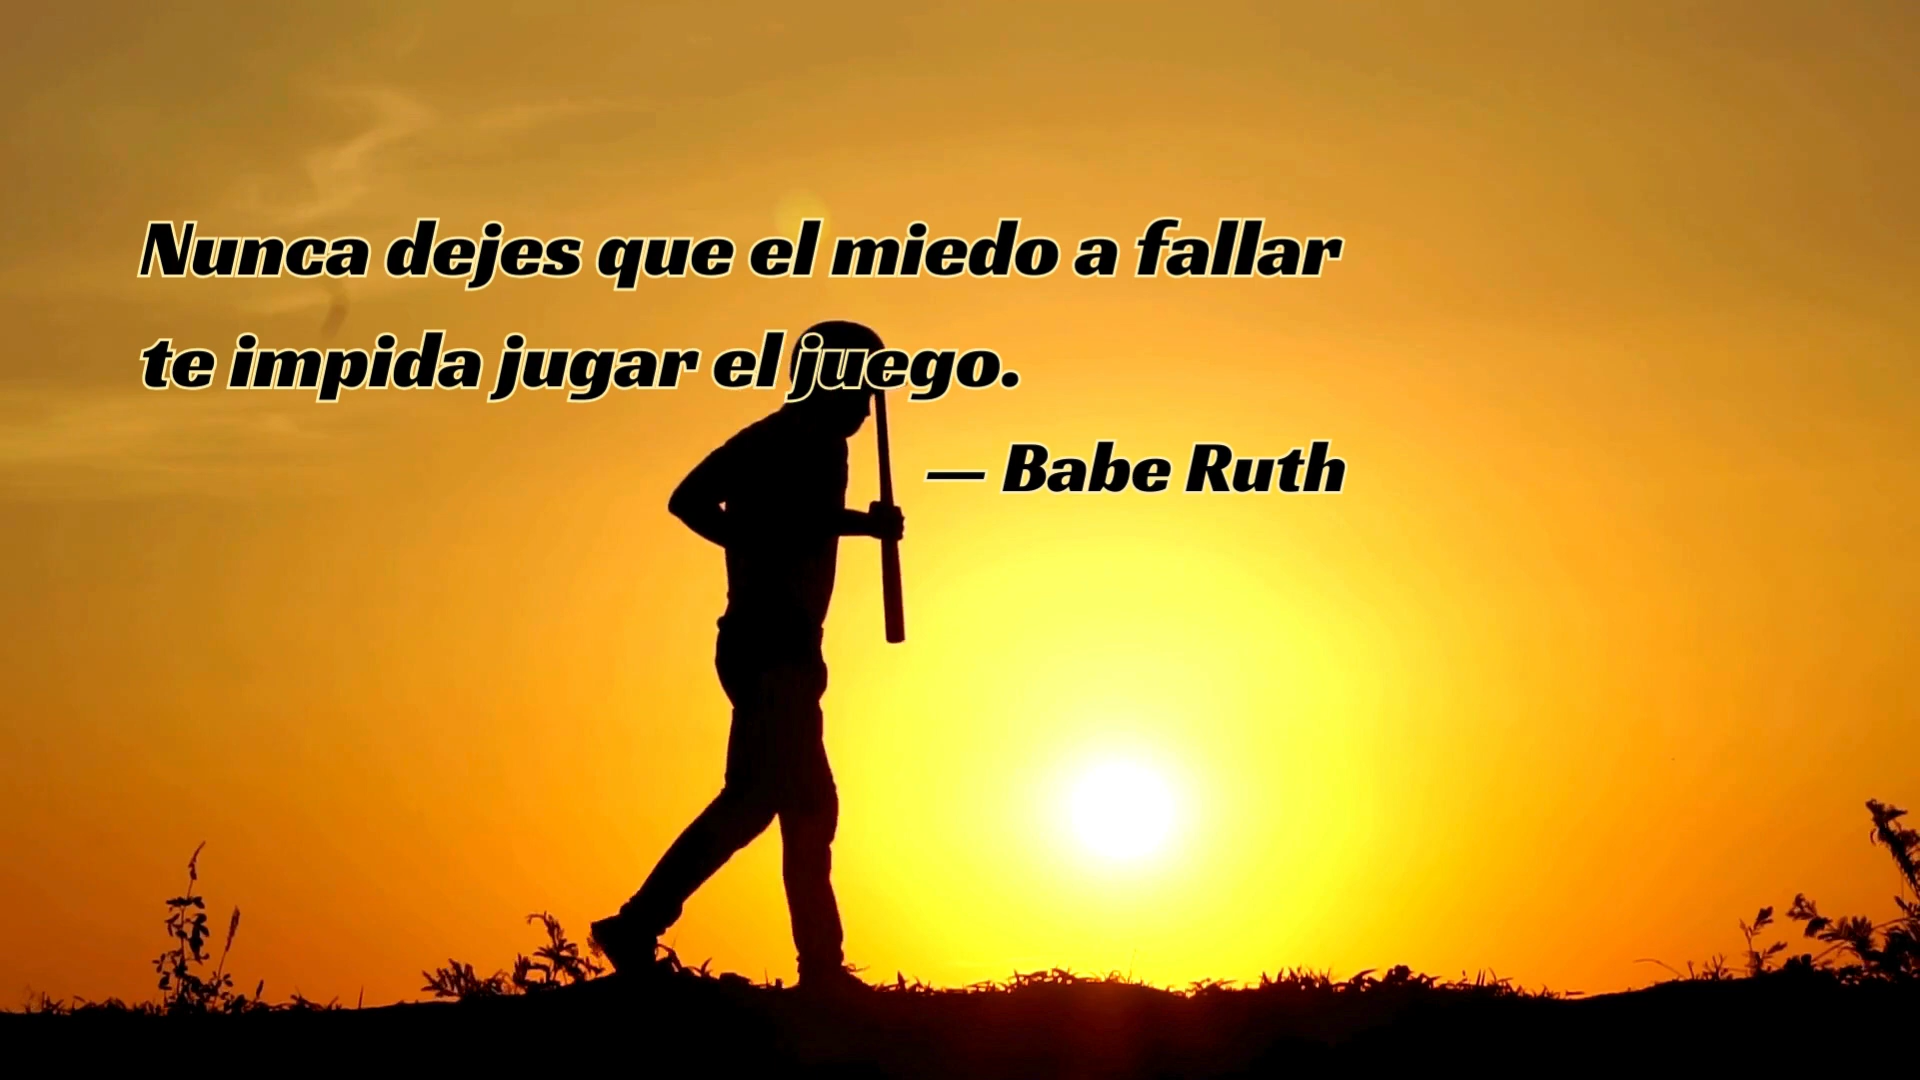 Nunca dejes que el miedo a fallar
te impida jugar el juego.
— Babe Ruth